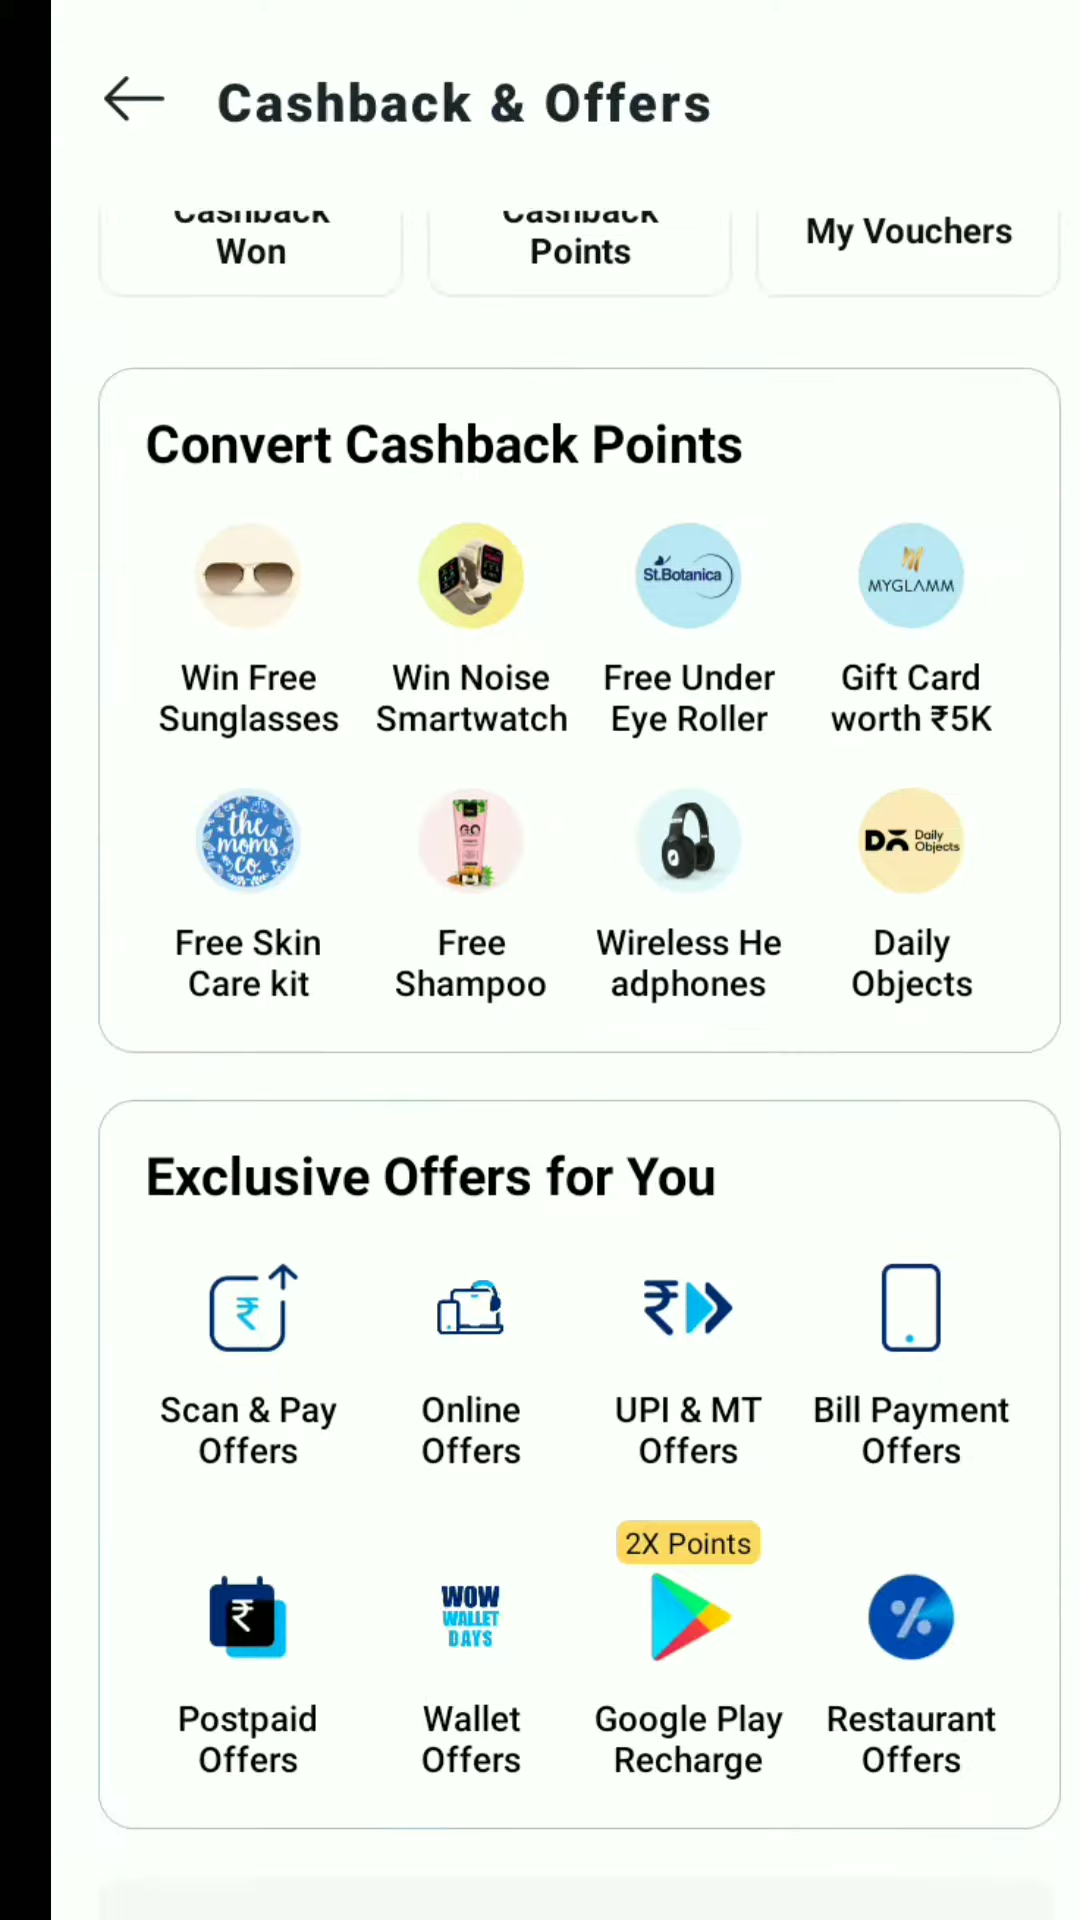 Cashback & Offers
Cashback
Won
Cashback
Points
My Vouchers
Convert Cashback Points
St.Botanica
MYGLAMM
Win Free
Sunglasses
Win Noise
Smartwatch
Free Under
Eye Roller
Gift Card
worth ₹5K
the
moms
co.
GO
Daily
Objects
Free Skin
Care kit
Free
Shampoo
Wireless He
adphones
Daily
Objects
Exclusive Offers for You
₹
₹
Scan & Pay
Offers
Online
Offers
UPI & MT
Offers
Bill Payment
Offers
2X Points
₹
WOW
WALLET
DAYS
%
Postpaid
Offers
Wallet
Offers
Google Play
Recharge
Restaurant
Offers